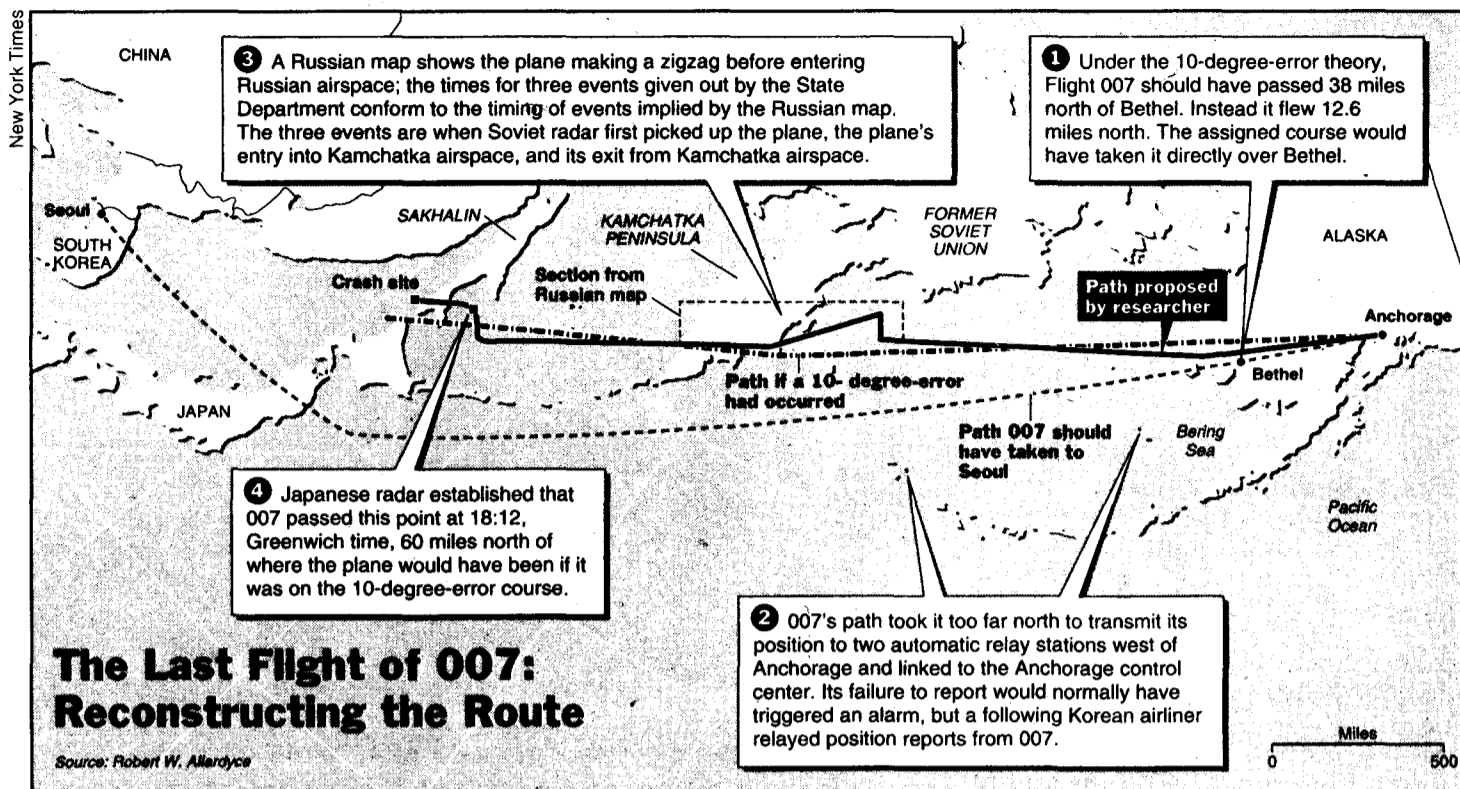 New York Times
CHINA
❸ A Russian map shows the plane making a zigzag before entering
Russian airspace; the times for three events given out by the State
Department conform to the timing of events implied by the Russian map.
The three events are when Soviet radar first picked up the plane, the plane's
entry into Kamchatka airspace, and its exit from Kamchatka airspace.
❶ Under the 10-degree-error theory,
Flight 007 should have passed 38 miles
north of Bethel. Instead it flew 12.6
miles north. The assigned course would
have taken it directly over Bethel.
Seoul
SOUTH
KOREA
SAKHALIN
KAMCHATKA
PENINSULA
FORMER
SOVIET
UNION
ALASKA
Crash site
Section from
Russian map
Path proposed
by researcher
Anchorage
Path if a 10- degree-error
had occurred
Bethel
JAPAN
Path 007 should
have taken to
Seoul
Bering
Sea
Pacific
Ocean
❹ Japanese radar established that
007 passed this point at 18:12,
Greenwich time, 60 miles north of
where the plane would have been if it
was on the 10-degree-error course.
❷ 007's path took it too far north to transmit its
position to two automatic relay stations west of
Anchorage and linked to the Anchorage control
center. Its failure to report would normally have
triggered an alarm, but a following Korean airliner
relayed position reports from 007.
The Last Flight of 007:
Reconstructing the Route
Source: Robert W. Allardyce
Miles
0 500